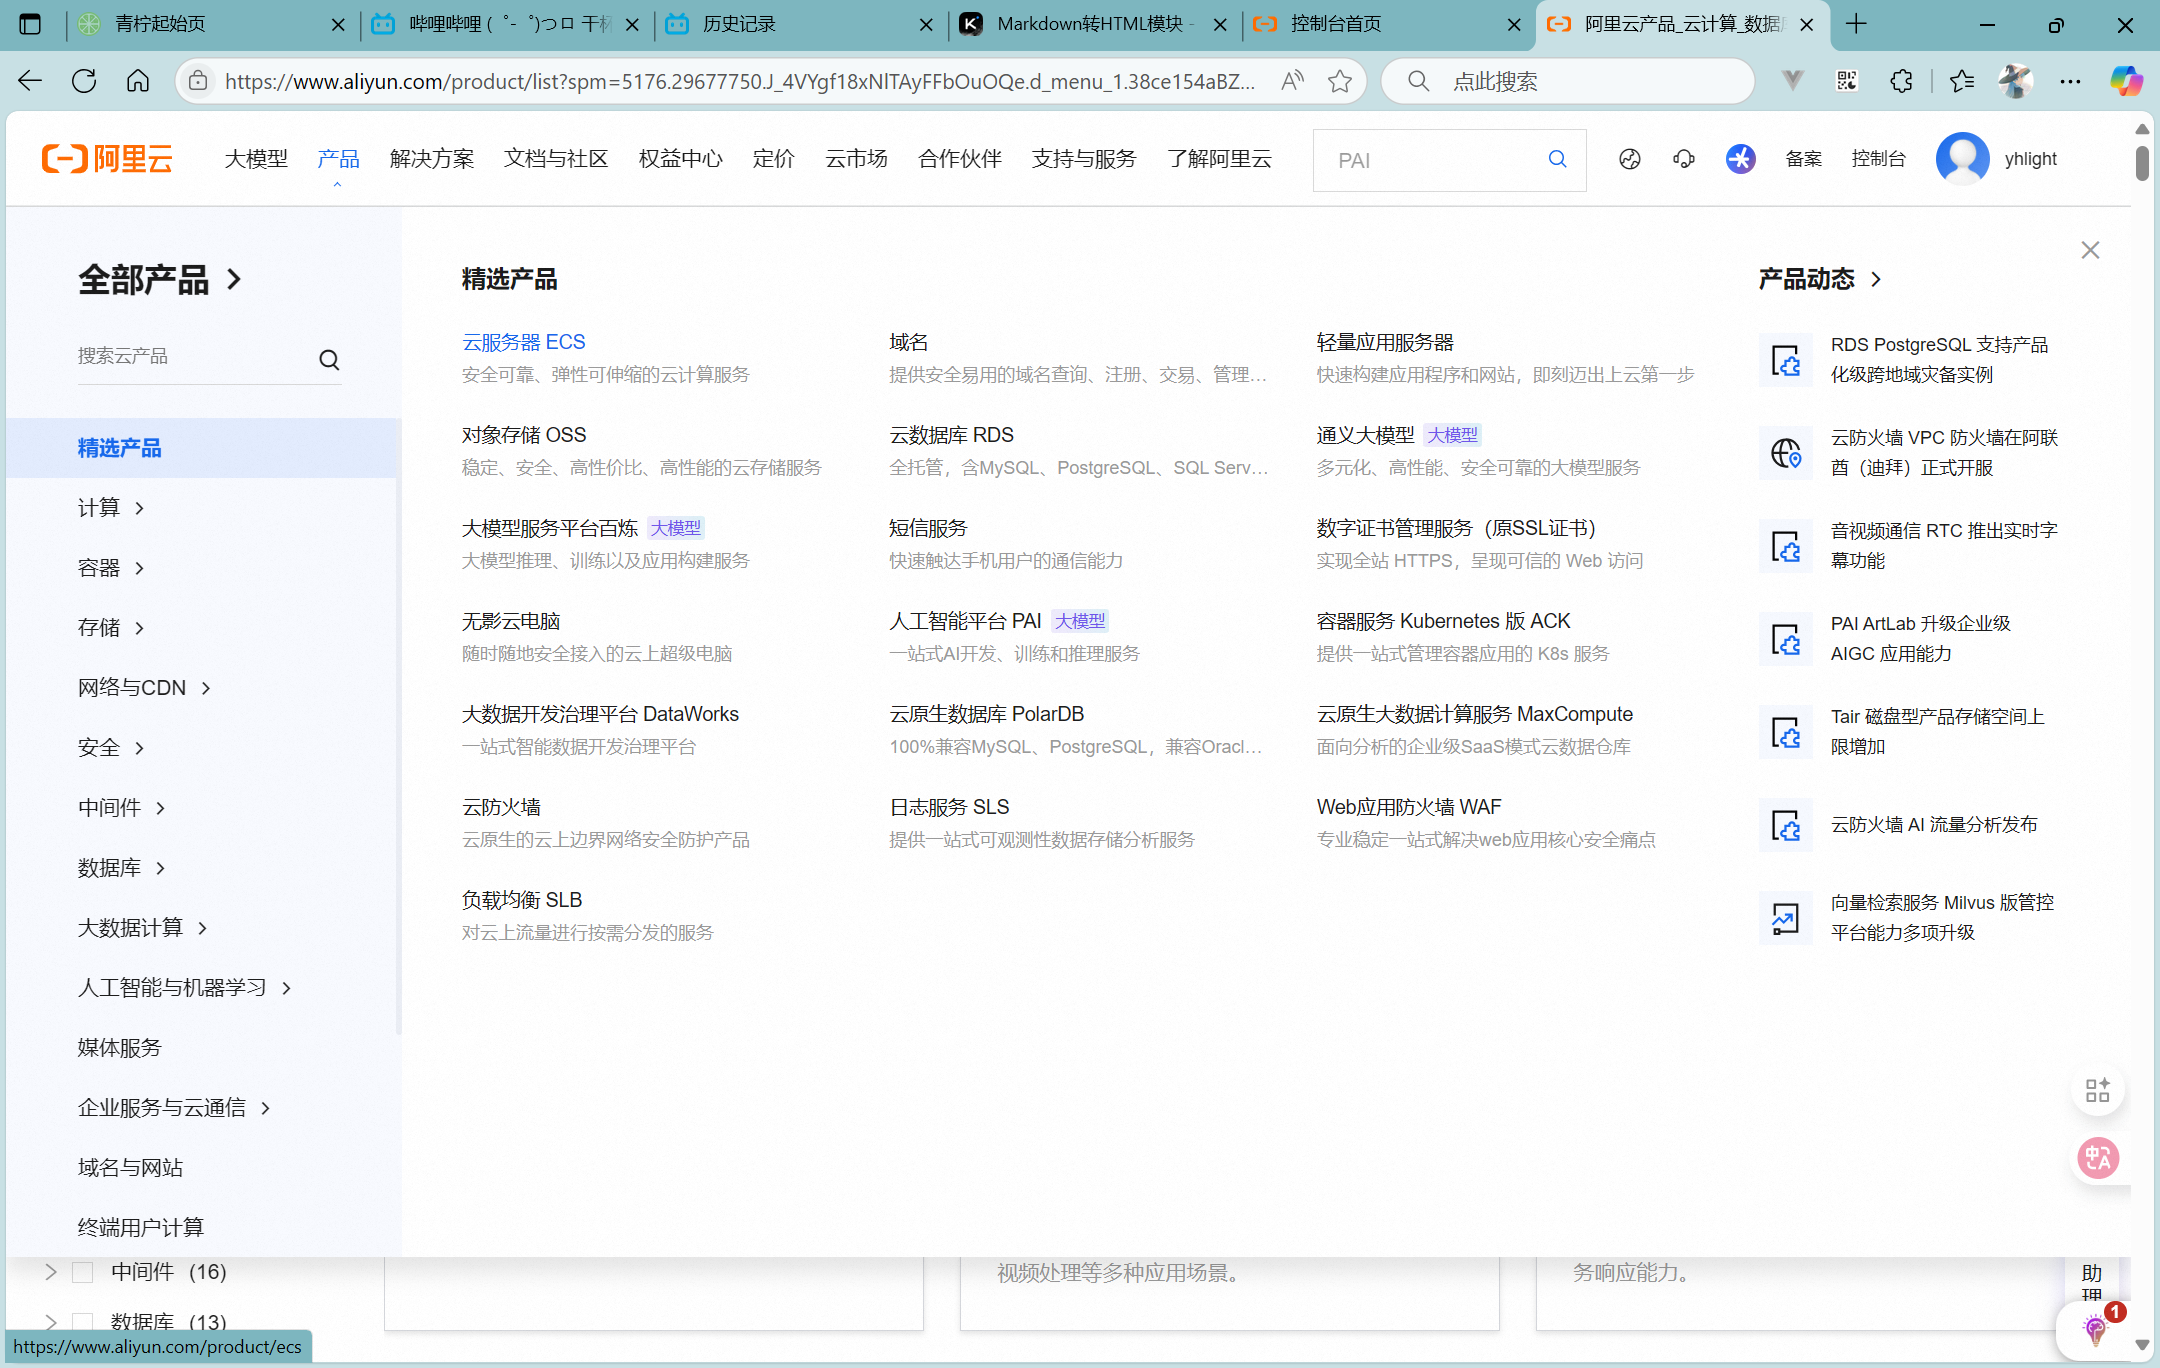 青柠起始页
哔哩哔哩 (゜-゜)つロ 干杯
历史记录
Markdown转HTML模块 -
控制台首页
阿里云产品_云计算_数据库
https://www.aliyun.com/product/list?spm=5176.29677750.J_4VYgf18xNlTAyFFbOuOQe.d_menu_1.38ce154aBZ...
点此搜索
阿里云
大模型
产品
解决方案
文档与社区
权益中心
定价
云市场
合作伙伴
支持与服务
了解阿里云
PAI
备案
控制台
yhlight
全部产品
搜索云产品
精选产品
计算
容器
存储
网络与CDN
安全
中间件
数据库
大数据计算
人工智能与机器学习
媒体服务
企业服务与云通信
域名与网站
终端用户计算
精选产品
云服务器 ECS
安全可靠、弹性可伸缩的云计算服务
域名
提供安全易用的域名查询、注册、交易、管理...
轻量应用服务器
快速构建应用程序和网站，即刻迈出上云第一步
对象存储 OSS
稳定、安全、高性价比、高性能的云存储服务
云数据库 RDS
全托管，含MySQL、PostgreSQL、SQL Serv...
通义大模型 大模型
多元化、高性能、安全可靠的大模型服务
大模型服务平台百炼 大模型
大模型推理、训练以及应用构建服务
短信服务
快速触达手机用户的通信能力
数字证书管理服务（原SSL证书）
实现全站 HTTPS，呈现可信的 Web 访问
无影云电脑
随时随地安全接入的云上超级电脑
人工智能平台 PAI 大模型
一站式AI开发、训练和推理服务
容器服务 Kubernetes 版 ACK
提供一站式管理容器应用的 K8s 服务
大数据开发治理平台 DataWorks
一站式智能数据开发治理平台
云原生数据库 PolarDB
100%兼容MySQL、PostgreSQL，兼容Oracl...
云原生大数据计算服务 MaxCompute
面向分析的企业级SaaS模式云数据仓库
云防火墙
云原生的云上边界网络安全防护产品
日志服务 SLS
提供一站式可观测性数据存储分析服务
Web应用防火墙 WAF
专业稳定一站式解决web应用核心安全痛点
负载均衡 SLB
对云上流量进行按需分发的服务
产品动态
RDS PostgreSQL 支持产品
化级跨地域灾备实例
云防火墙 VPC 防火墙在阿联
酋（迪拜）正式开服
音视频通信 RTC 推出实时字
幕功能
PAI ArtLab 升级企业级
AIGC 应用能力
Tair 磁盘型产品存储空间上
限增加
云防火墙 AI 流量分析发布
向量检索服务 Milvus 版管控
平台能力多项升级
中间件 (16)
数据库 (13)
视频处理等多种应用场景。
务响应能力。
助
理
1
https://www.aliyun.com/product/ecs